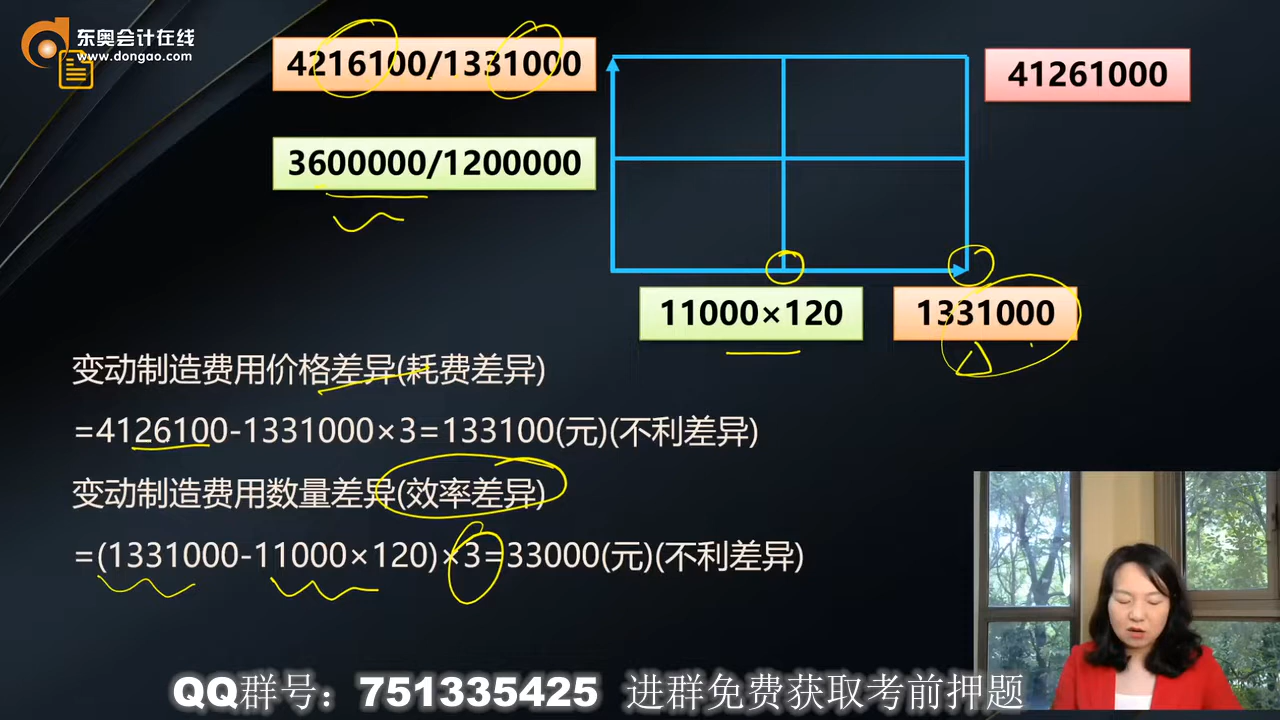 东奥会计在线
www.dongao.com
4216100/1331000
41261000
3600000/1200000
11000×120
1331000
变动制造费用价格差异(耗费差异)
=4126100-1331000×3=133100(元)(不利差异)
变动制造费用数量差异(效率差异)
=(1331000-11000×120)×3=33000(元)(不利差异)
QQ群号：751335425 进群免费获取考前押题